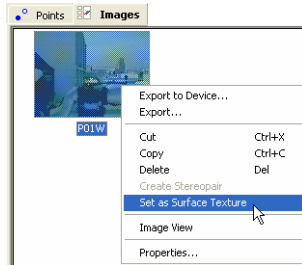 Points Images
P01W
Export to Device...
Export...
Cut Ctrl+X
Copy Ctrl+C
Delete Del
Create Stereopair
Set as Surface Texture
Image View
Properties...